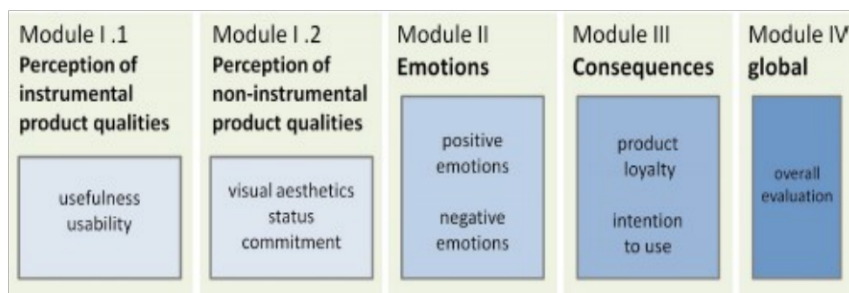 Module I .1
Perception of
instrumental
product qualities
usefulness
usability
Module I .2
Perception of
non-instrumental
product qualities
visual aesthetics
status
commitment
Module II
Emotions
positive
emotions
negative
emotions
Module III
Consequences
product
loyalty
intention
to use
Module IV
global
overall
evaluation